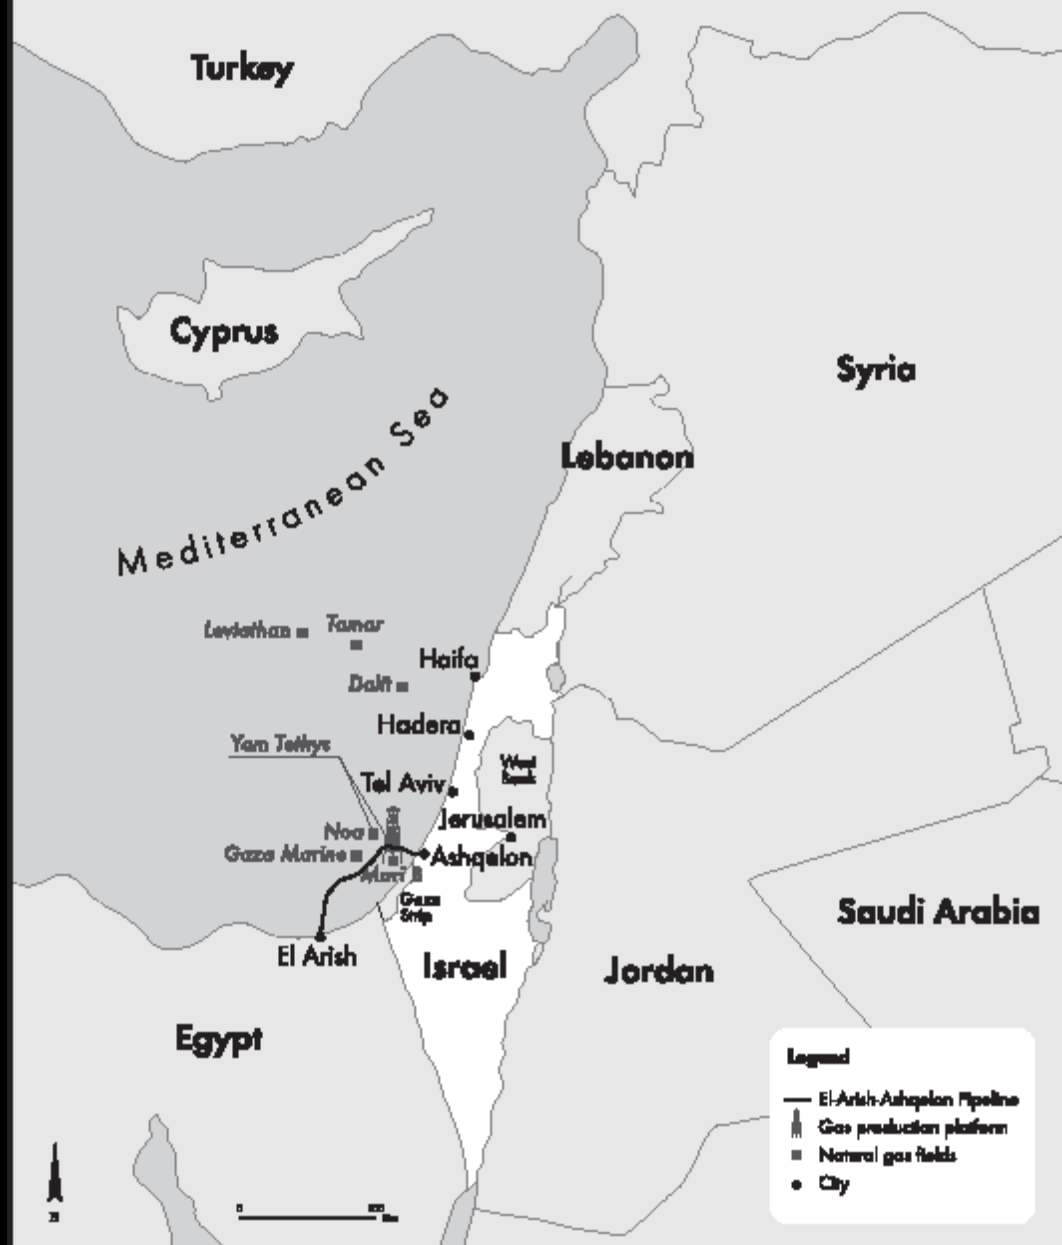 Turkey
Cyprus
Syria
Mediterranean Sea
Lebanon
Leviathan
Tamar
Haifa
Dalit
Hadera
Yam Tethys
Tel Aviv
West
Bank
Jerusalem
Noa
Gaza Marine
Ashqelon
Mari
Gaza
Strip
Saudi Arabia
El Arish
Israel
Jordan
Egypt
Legend
El-Arish-Ashqelon Pipeline
Gas production platform
Natural gas fields
City
N
0